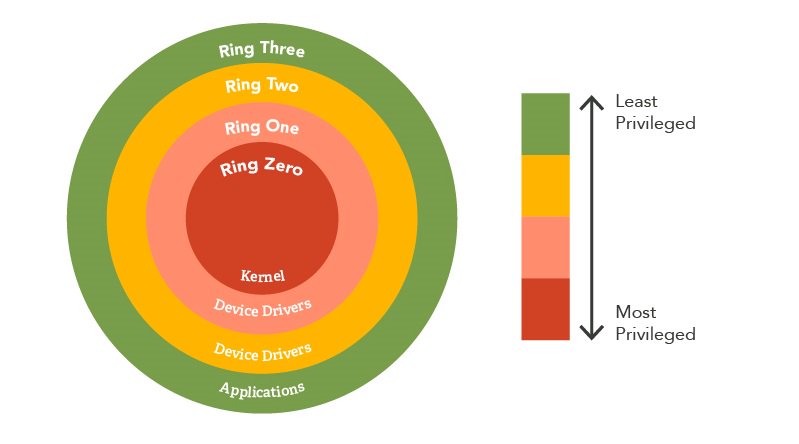 Ring Three
Ring Two
Ring One
Ring Zero
Kernel
Device Drivers
Device Drivers
Applications
Least
Privileged
Most
Privileged